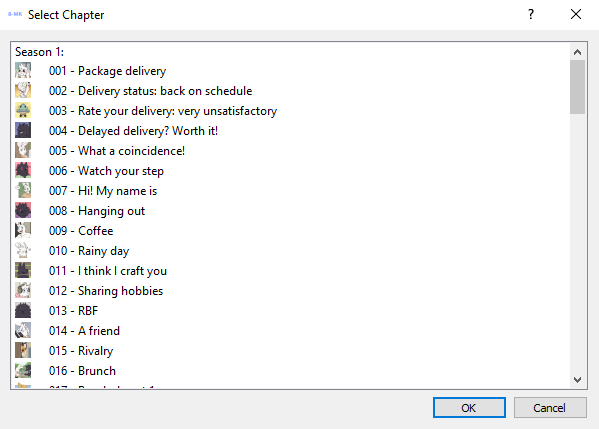 B-MK Select Chapter
Season 1:
001 - Package delivery
002 - Delivery status: back on schedule
003 - Rate your delivery: very unsatisfactory
004 - Delayed delivery? Worth it!
005 - What a coincidence!
006 - Watch your step
007 - Hi! My name is
008 - Hanging out
009 - Coffee
010 - Rainy day
011 - I think I craft you
012 - Sharing hobbies
013 - RBF
014 - A friend
015 - Rivalry
016 - Brunch
OK Cancel